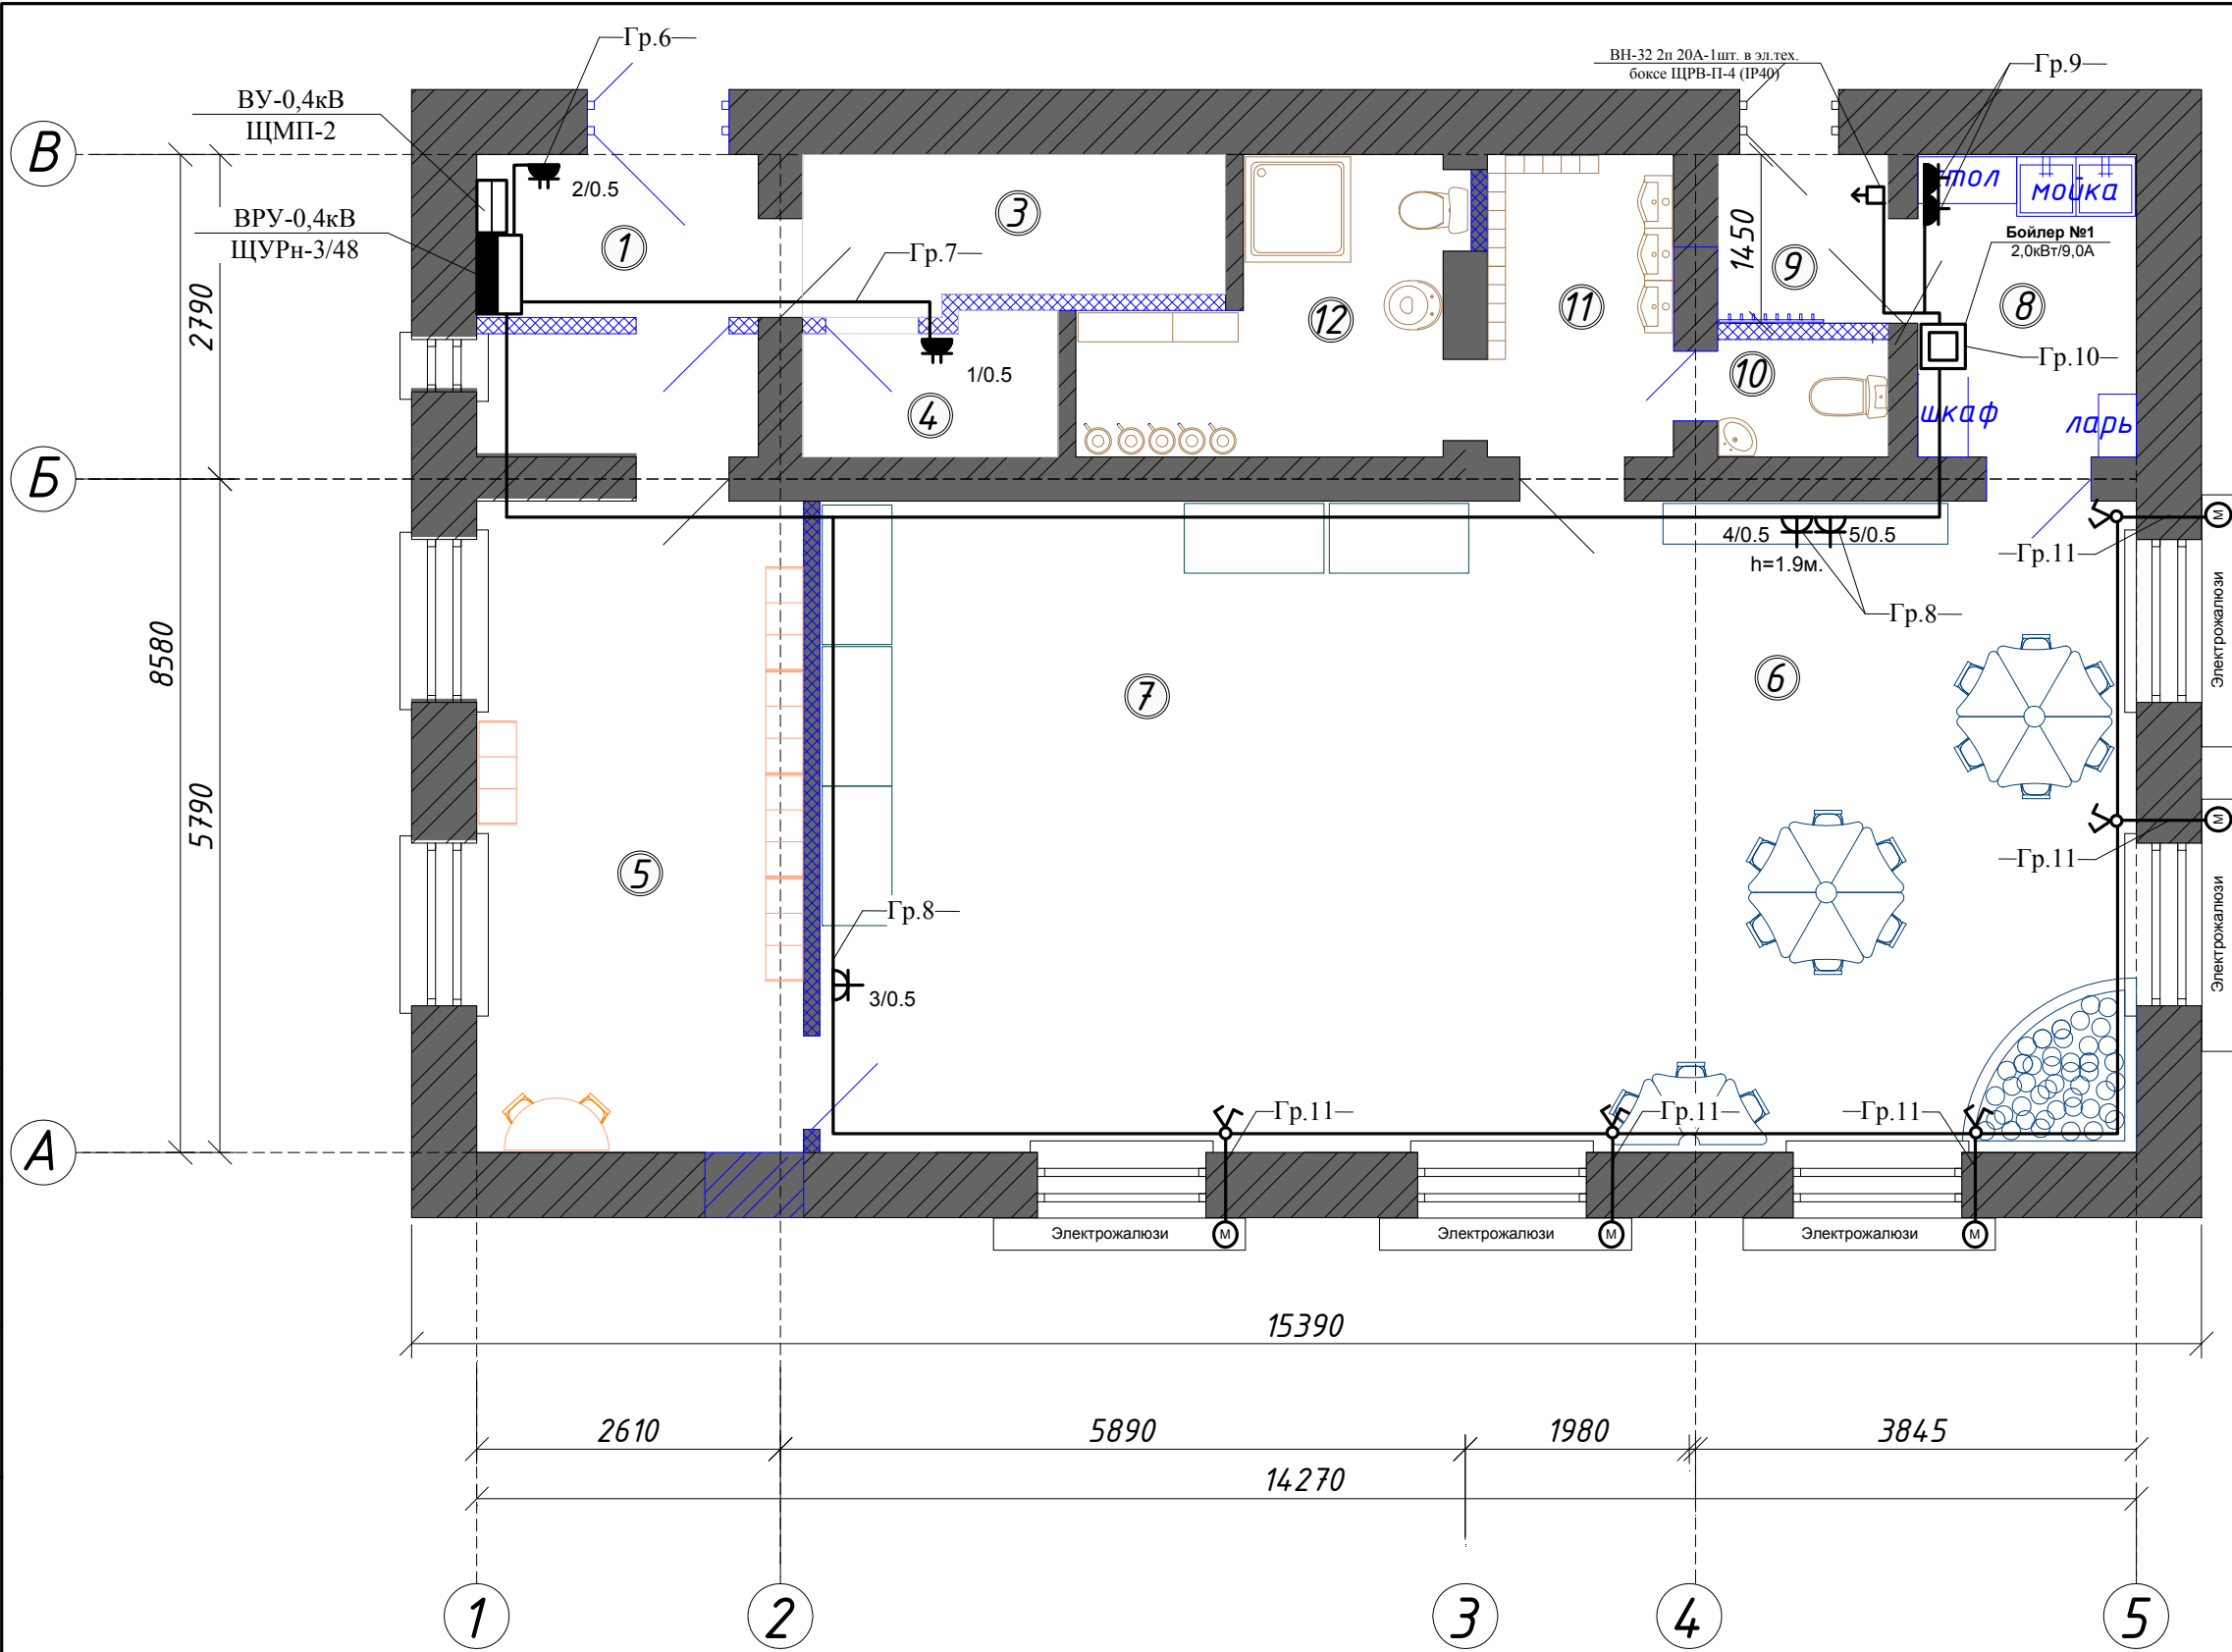 Гр.6
ВН-32 2п 20А-1шт. в эл.тех.
боксе ЩРВ-П-4 (IP40)
Гр.9
ВУ-0,4кВ
ЩМП-2
В
2/0.5
стол
мойка
ВРУ-0,4кВ
ЩУРн-3/48
1
3
Гр.7
1450
9
Бойлер №1
2,0кВт/9,0А
8
12
11
2790
Гр.10
1/0.5
10
4
шкаф
ларь
Б
4/0.5
5/0.5
М
h=1.9м.
Гр.11
Гр.8
Электрожалюзи
8580
7
6
5790
М
Гр.11
5
Гр.8
Электрожалюзи
3/0.5
Гр.11
Гр.11
Гр.11
А
Электрожалюзи
М
Электрожалюзи
М
Электрожалюзи
М
15390
2610
5890
1980
3845
14270
1
2
3
4
5